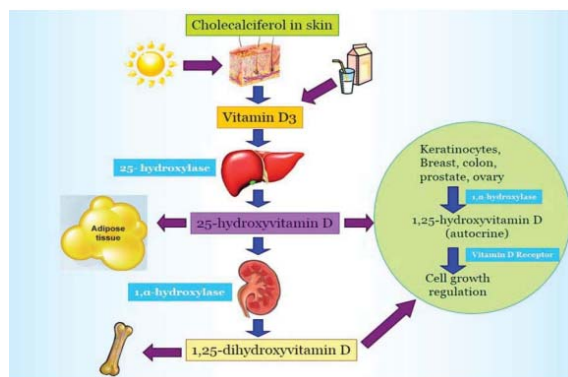 Cholecalciferol in skin
Vitamin D3
25- hydroxylase
Adipose
tissue
25-hydroxyvitamin D
1,α-hydroxylase
1,25-dihydroxyvitamin D
Keratinocytes,
Breast, colon,
prostate, ovary
1,α-hydroxylase
1,25-hydroxyvitamin D
(autocrine)
Vitamin D Receptor
Cell growth
regulation